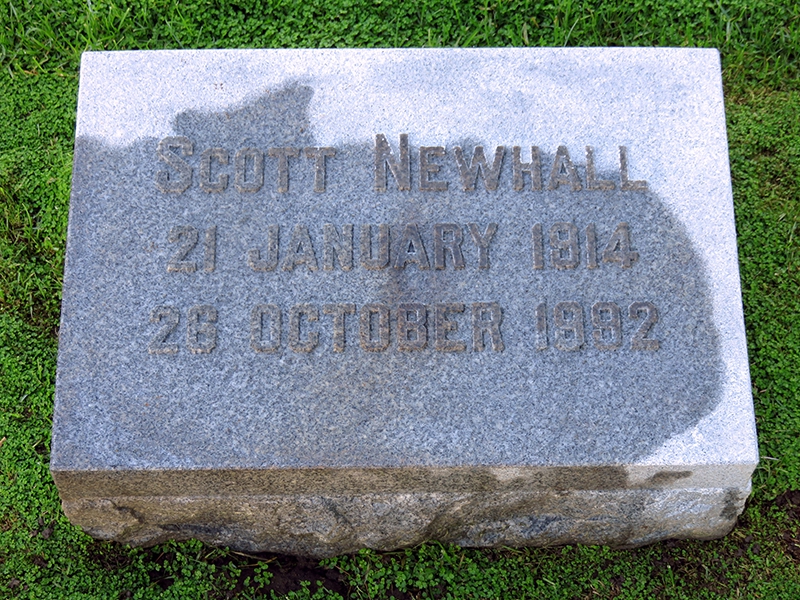 Scott Newhall
21 January 1914
26 October 1992